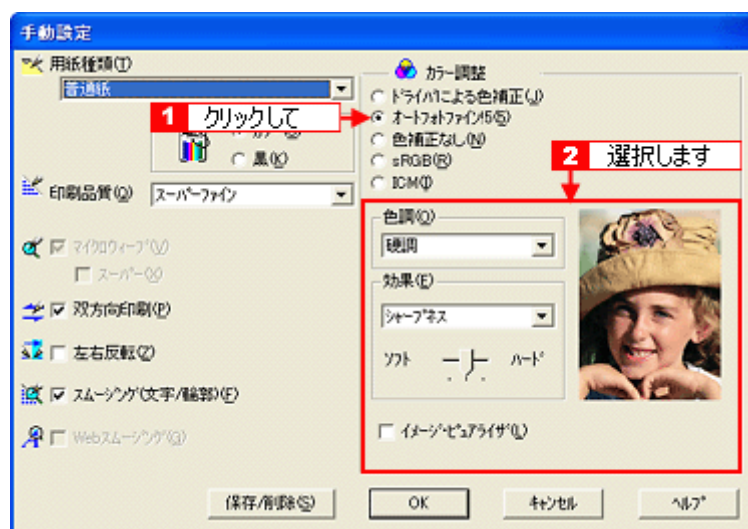 手動設定
用紙種類(T)
普通紙
1 クリックして
黒(K)
印刷品質(Q)
スーパーファイン
マイクロウィーブ(V)
スーパー(X)
双方向印刷(P)
左右反転(Z)
スムージング(文字/輪郭)(F)
Webスムージング(G)
カラー調整
ドライバによる色補正(J)
オートフォトファイン!5(5)
色補正なし(N)
sRGB(R)
ICM(I)
2 選択します
色調(O)
硬調
効果(E)
シャープネス
ソフト
ハード
イメージ・ピュアライザ(L)
保存/削除(S)
OK
キャンセル
ヘルプ